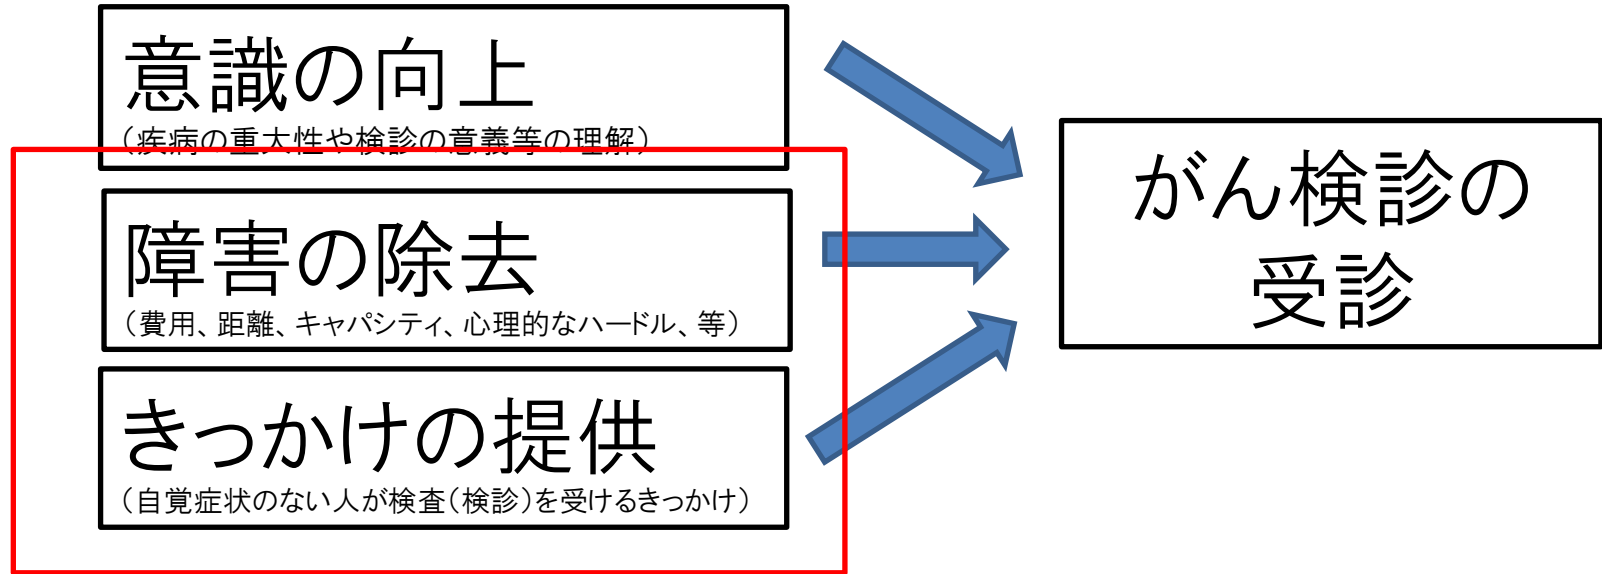 意識の向上
（疾病の重大性や検診の意義等の理解）
障害の除去
（費用、距離、キャパシティ、心理的なハードル、等）
きっかけの提供
（自覚症状のない人が検査（検診）を受けるきっかけ）
がん検診の
受診